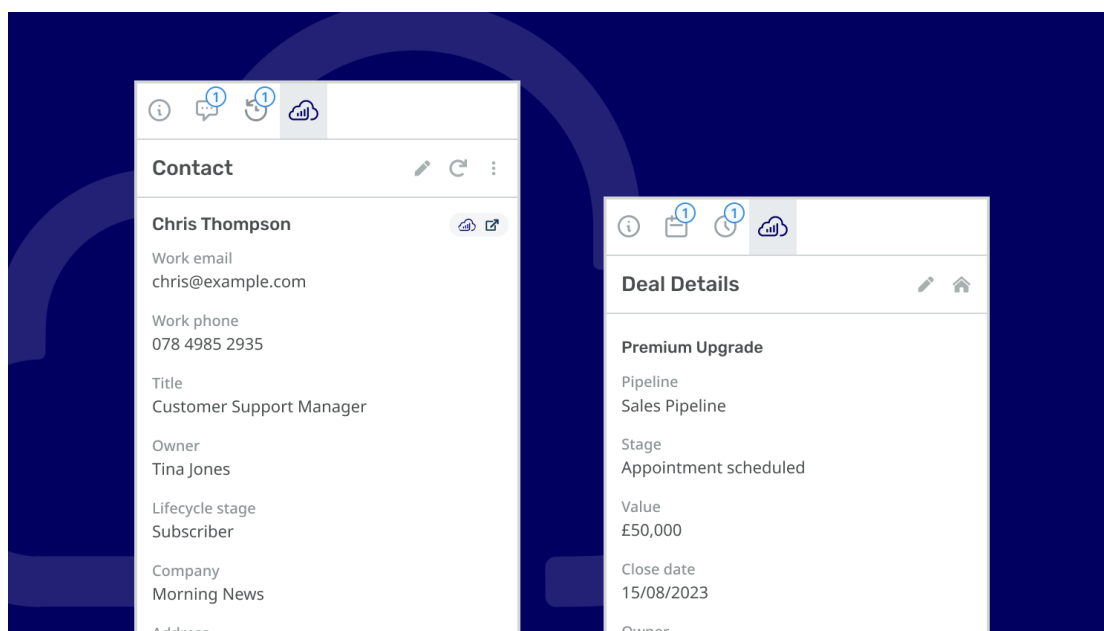 1
1
Contact
Chris Thompson
Work email
chris@example.com
Work phone
078 4985 2935
Title
Customer Support Manager
Owner
Tina Jones
Lifecycle stage
Subscriber
Company
Morning News
Address
1
1
Deal Details
Premium Upgrade
Pipeline
Sales Pipeline
Stage
Appointment scheduled
Value
£50,000
Close date
15/08/2023
Owner